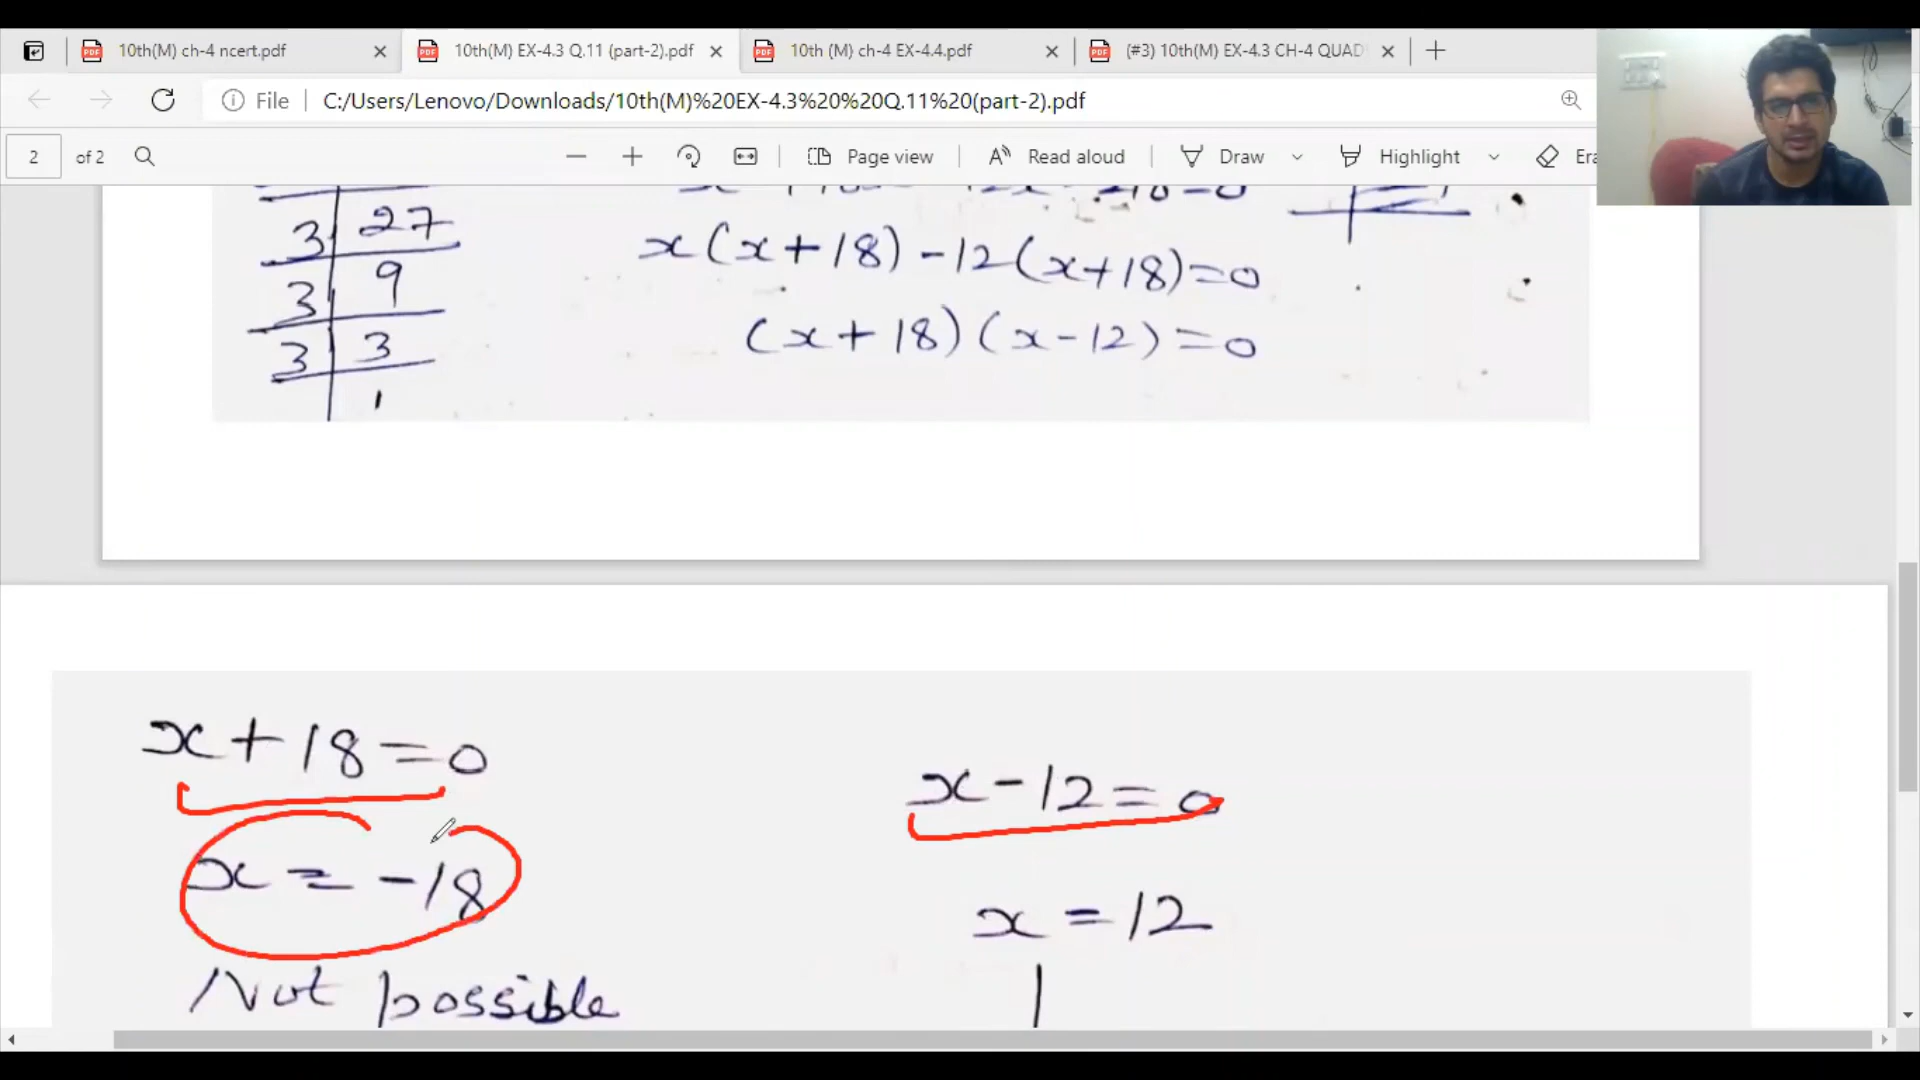 10th(M) ch-4 ncert.pdf
10th(M) EX-4.3 Q.11 (part-2).pdf
10th (M) ch-4 EX-4.4.pdf
(#3) 10th(M) EX-4.3 CH-4 QUAD
File
C:/Users/Lenovo/Downloads/10th(M)%20EX-4.3%20%20Q.11%20(part-2).pdf
2
of 2
Page view
Read aloud
Draw
Highlight
Era
3 | 27
3 | 9
3 | 3
1
x(x+18)-12(x+18)=0
(x+18)(x-12)=0
x+18=0
x=-18
Not possible
x-12=0
x=12